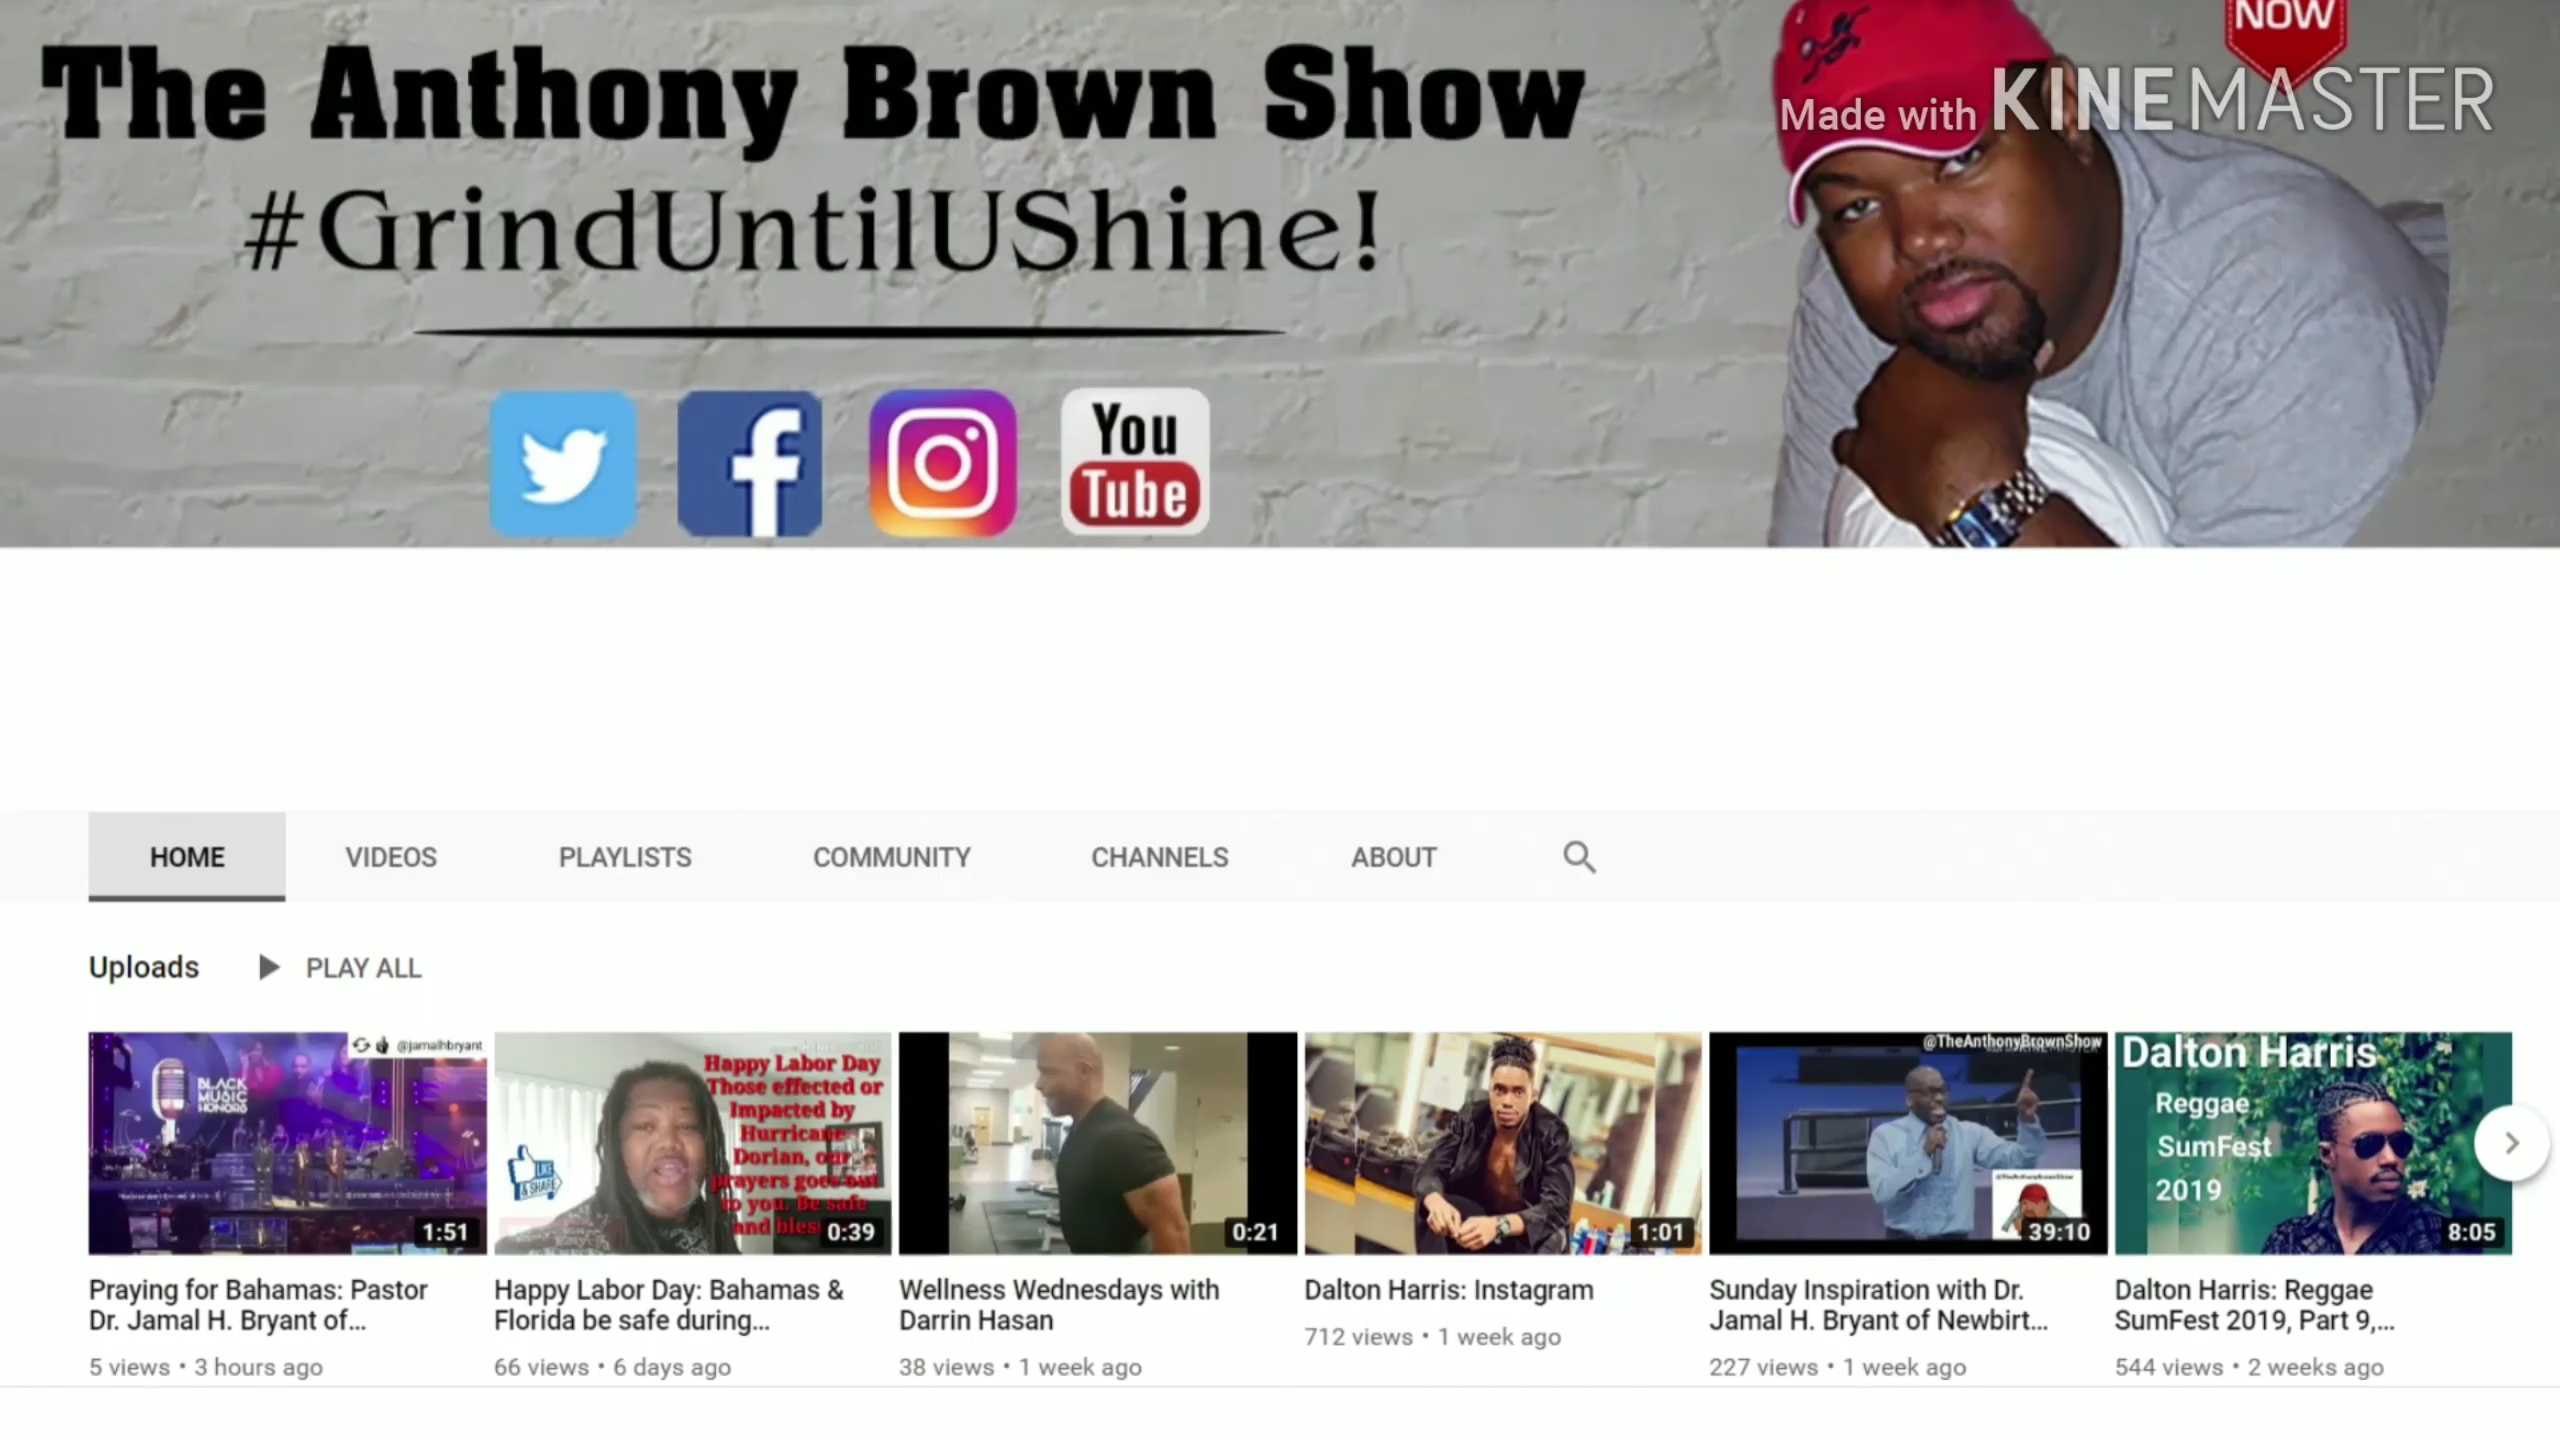 NOW
The Anthony Brown Show
Made with KINEMASTER
#GrindUntilUShine!
You
Tube
HOME VIDEOS PLAYLISTS COMMUNITY CHANNELS ABOUT
Uploads PLAY ALL
@jamalhbryant
BLACK
MUSIC
HONORS
1:51
Praying for Bahamas: Pastor
Dr. Jamal H. Bryant of...
5 views • 3 hours ago
Happy Labor Day
Those effected or
Impacted by
Hurricane
Dorian, our
prayers goes out
to you. Be safe
and bles
LIKE
& SHARE
0:39
Happy Labor Day: Bahamas &
Florida be safe during...
66 views • 6 days ago
0:21
Wellness Wednesdays with
Darrin Hasan
38 views • 1 week ago
1:01
Dalton Harris: Instagram
712 views • 1 week ago
@TheAnthonyBrownShow
39:10
Sunday Inspiration with Dr.
Jamal H. Bryant of Newbirt...
227 views • 1 week ago
Dalton Harris
Reggae
SumFest
2019
8:05
Dalton Harris: Reggae
SumFest 2019, Part 9,...
544 views • 2 weeks ago